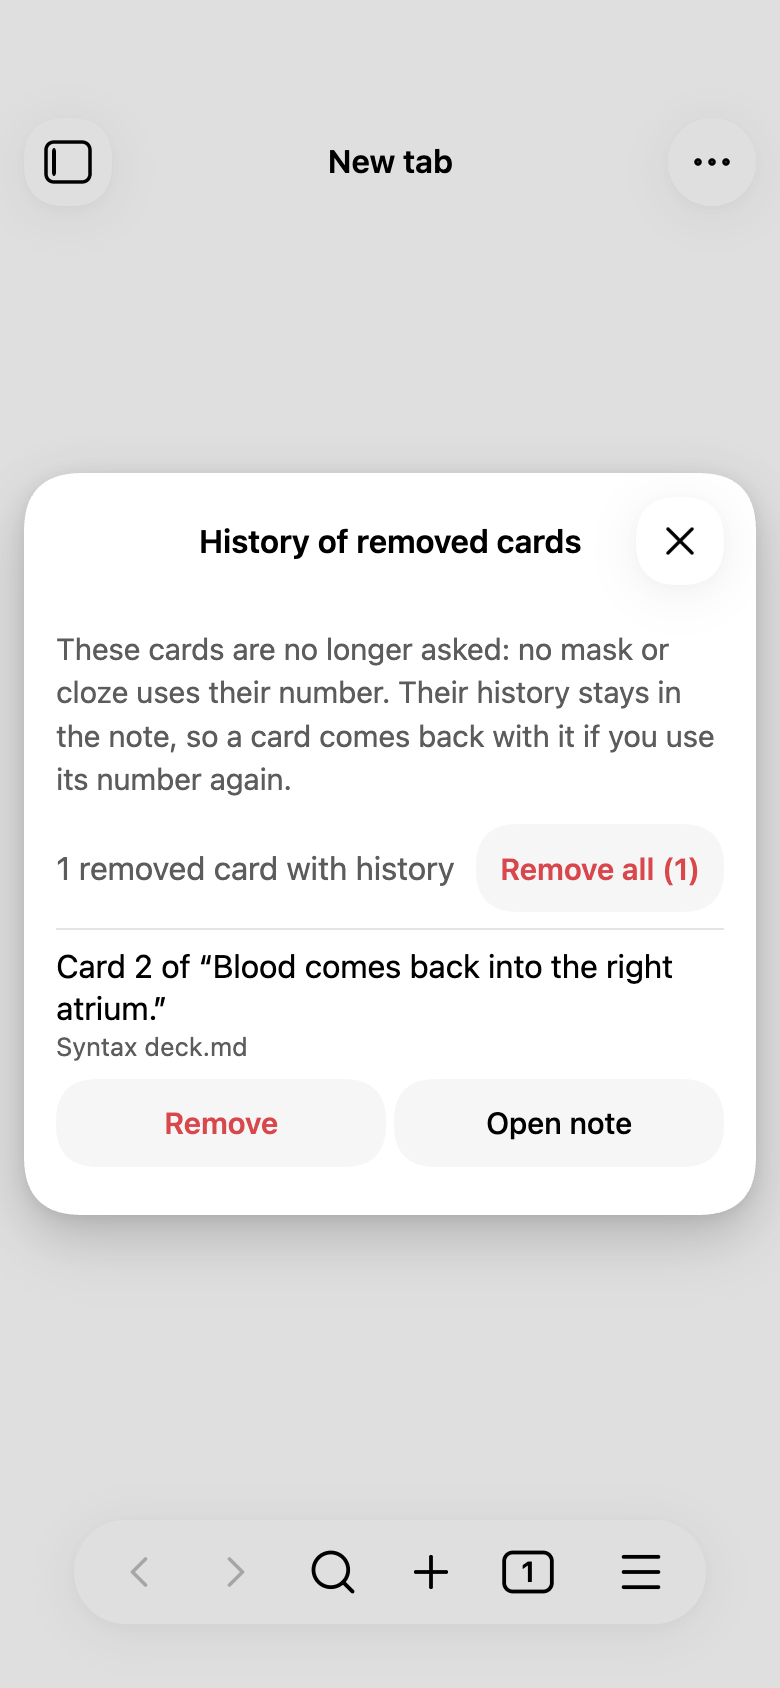 New tab
History of removed cards
These cards are no longer asked: no mask or
cloze uses their number. Their history stays in
the note, so a card comes back with it if you use
its number again.
1 removed card with history
Remove all (1)
Card 2 of “Blood comes back into the right
atrium.”
Syntax deck.md
Remove
Open note
1